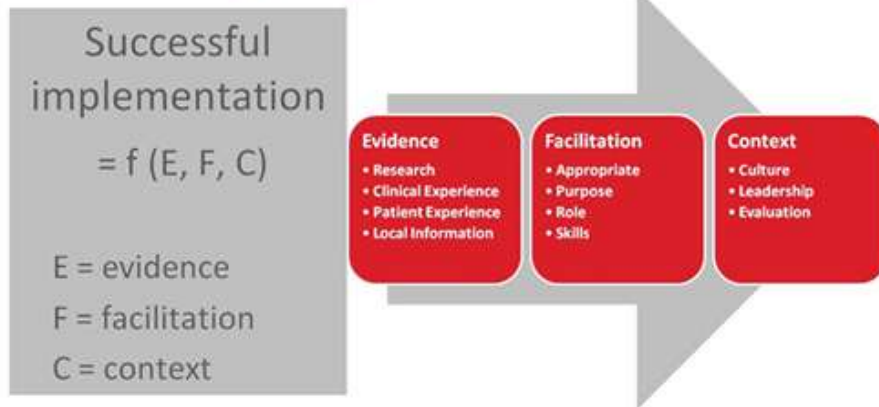 Successful
implementation
= f (E, F, C)
E = evidence
F = facilitation
C = context
Evidence
• Research
• Clinical Experience
• Patient Experience
• Local Information
Facilitation
• Appropriate
• Purpose
• Role
• Skills
Context
• Culture
• Leadership
• Evaluation